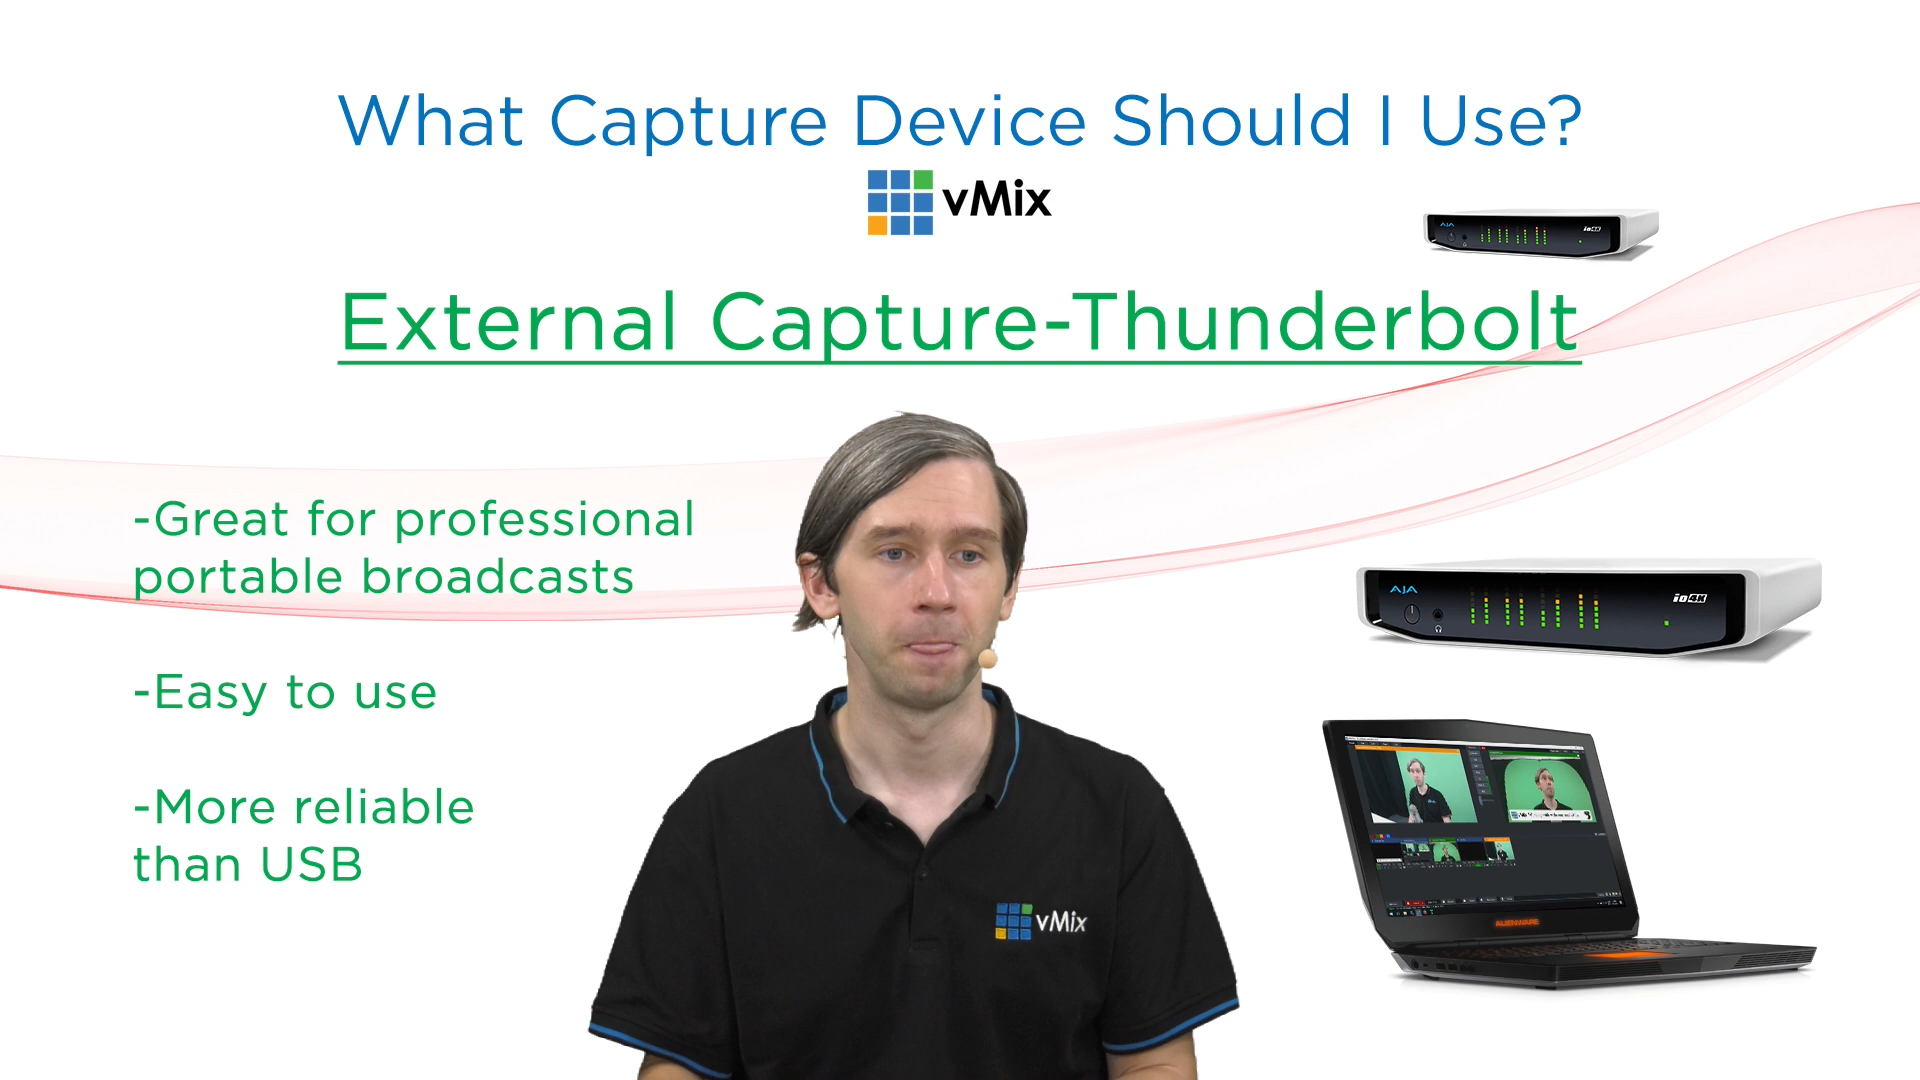 What Capture Device Should I Use?
vMix
AJA
io4K
External Capture-Thunderbolt
-Great for professional
portable broadcasts
AJA
io4K
-Easy to use
-More reliable
than USB
vMix
ALIENWARE